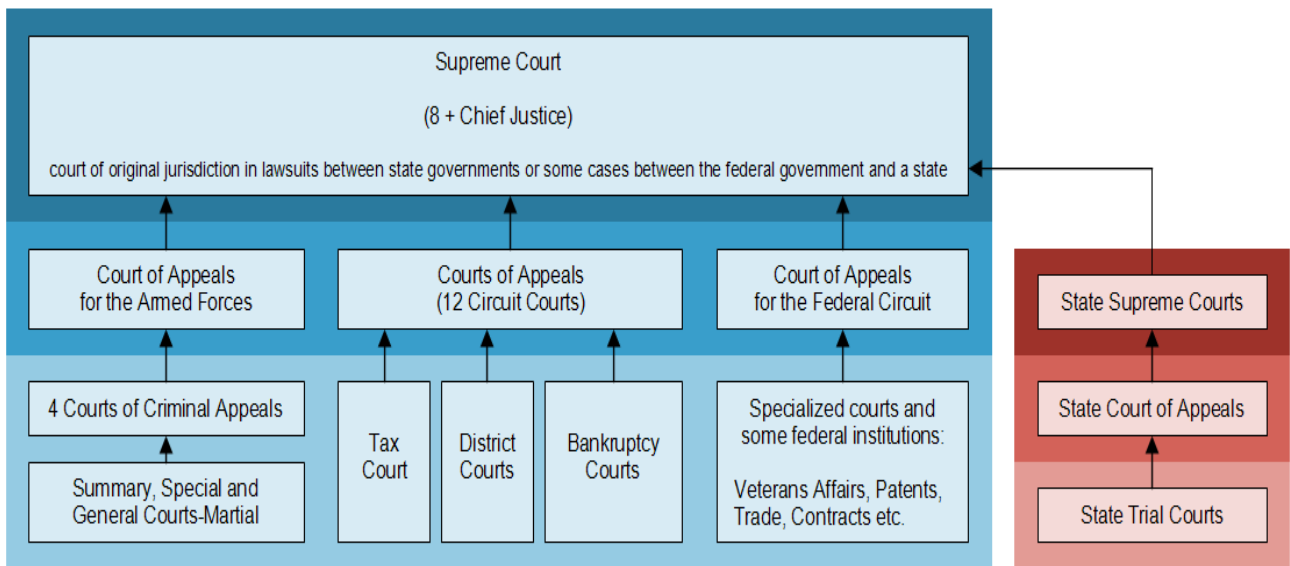 Supreme Court
(8 + Chief Justice)
court of original jurisdiction in lawsuits between state governments or some cases between the federal government and a state
Court of Appeals
for the Armed Forces
Courts of Appeals
(12 Circuit Courts)
Court of Appeals
for the Federal Circuit
State Supreme Courts
4 Courts of Criminal Appeals
Summary, Special and
General Courts-Martial
Tax
Court
District
Courts
Bankruptcy
Courts
Specialized courts and
some federal institutions:
Veterans Affairs, Patents,
Trade, Contracts etc.
State Court of Appeals
State Trial Courts